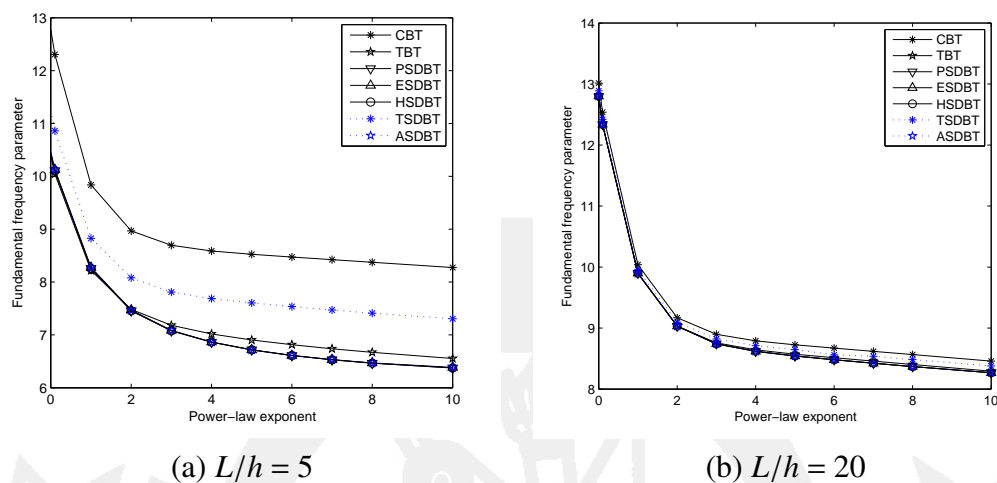 13
12
11
10
9
8
7
6
0 2 4 6 8 10
Fundamental frequency parameter
Power−law exponent
CBT
TBT
PSDBT
ESDBT
HSDBT
TSDBT
ASDBT
(a) L/h = 5
14
13
12
11
10
9
8
0 2 4 6 8 10
Fundamental frequency parameter
Power−law exponent
CBT
TBT
PSDBT
ESDBT
HSDBT
TSDBT
ASDBT
(b) L/h = 20